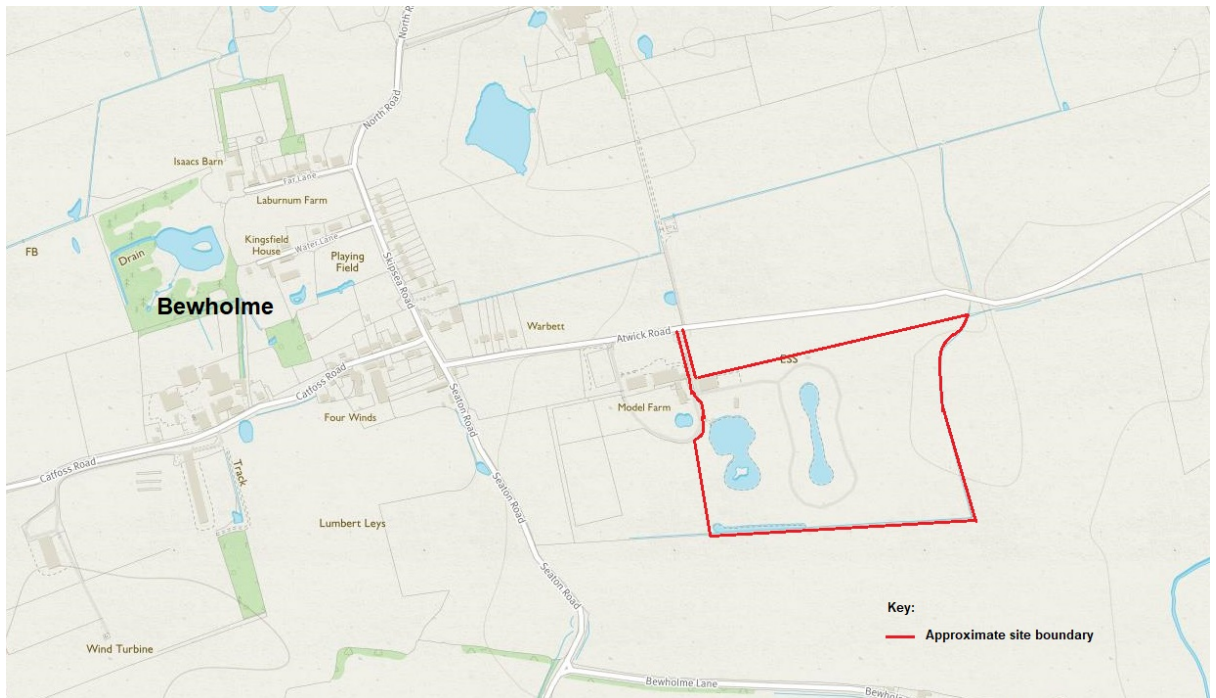 North Road
North Road
Isaacs Barn
Far Lane
Laburnum Farm
Kingsfield
House
Water Lane
Playing
Field
Skipsea Road
FB
Drain
Bewholme
Warbett
Atwick Road
ESS
Catfoss Road
Four Winds
Model Farm
Seaton Road
Catfoss Road
Track
Seaton Road
Lumbert Leys
Seaton Road
Wind Turbine
Bewholme Lane
Bewholme
Key:
Approximate site boundary